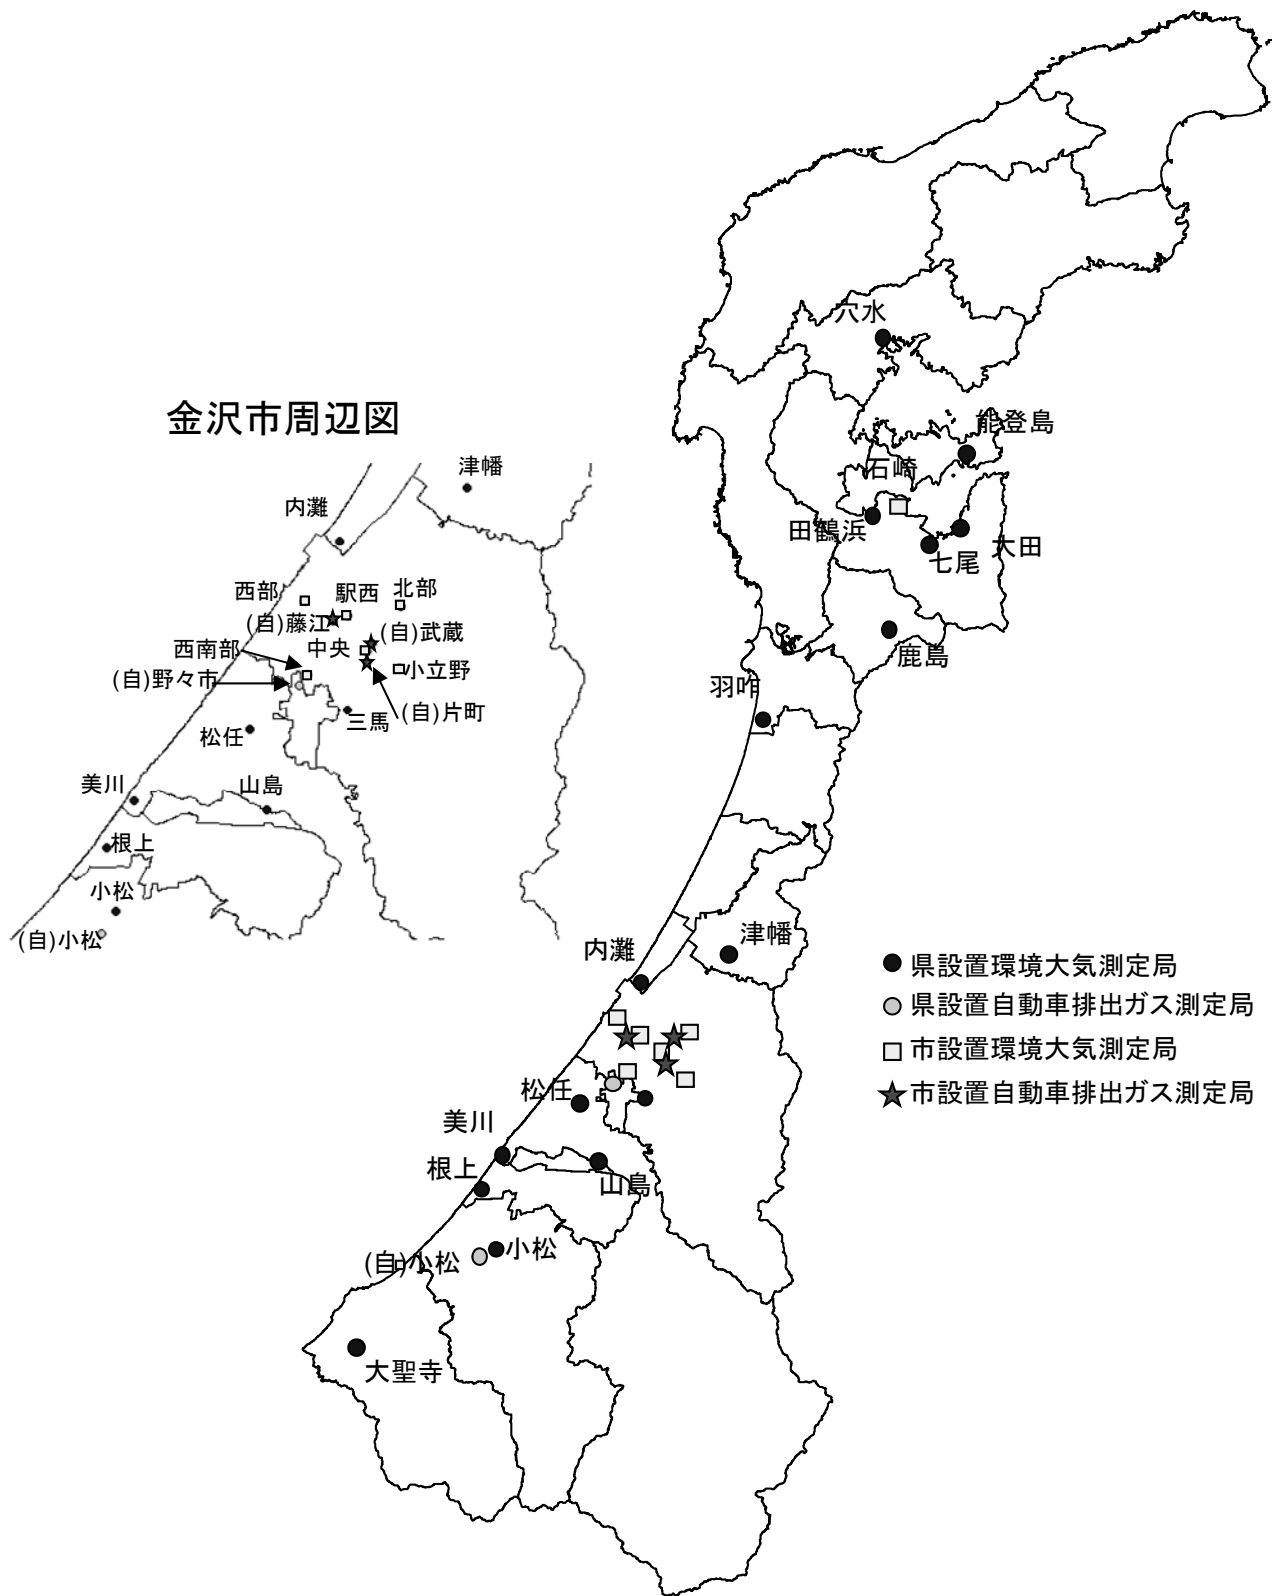 穴水
能登島
石崎
田鶴浜
大田
七尾
鹿島
羽咋
金沢市周辺図
津幡
内灘
西部
駅西
北部
(自)藤江
(自)武蔵
中央
西南部
小立野
(自)野々市
(自)片町
三馬
松任
美川
山島
根上
小松
(自)小松
津幡
内灘
松任
美川
根上
山島
(自)小松
小松
大聖寺
県設置環境大気測定局
県設置自動車排出ガス測定局
市設置環境大気測定局
市設置自動車排出ガス測定局